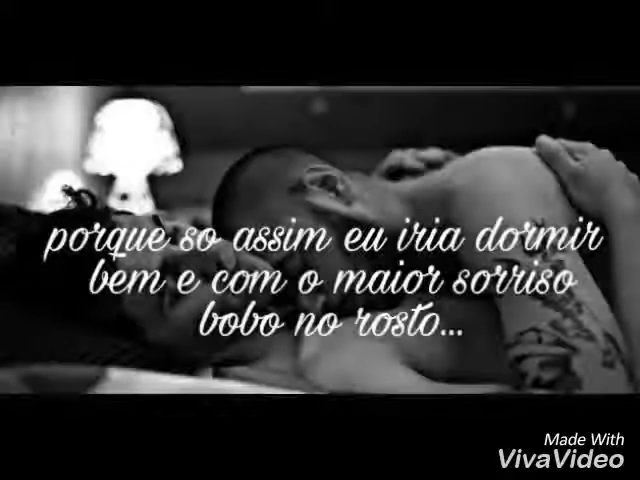 porque so assim eu iria dormir
bem e com o maior sorriso
bobo no rosto...
Made With
VivaVideo